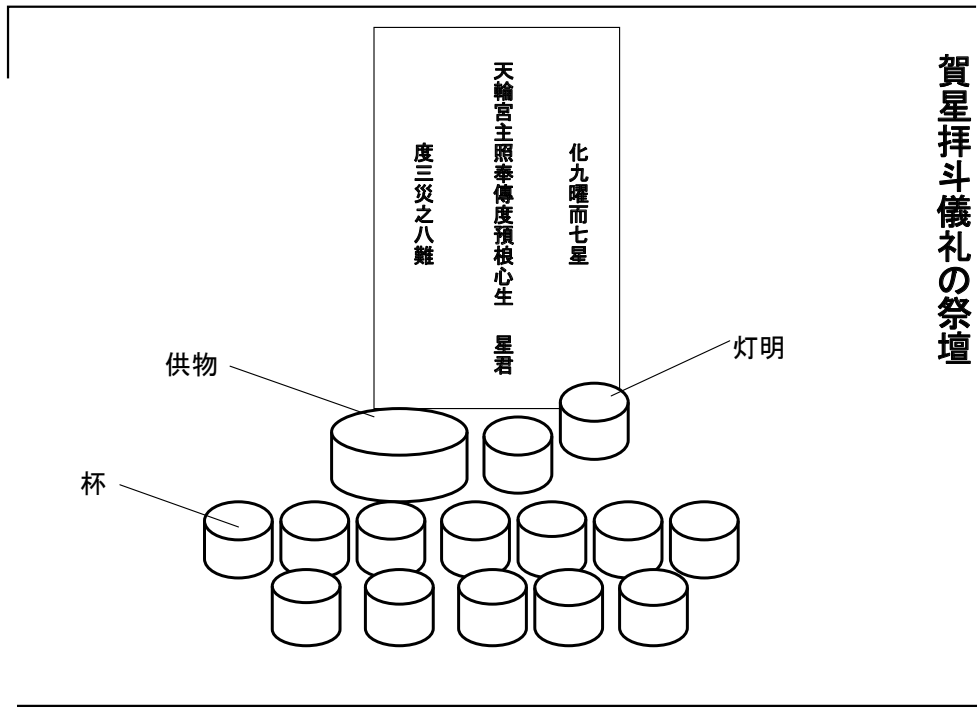 賀星拝斗儀礼の祭壇
化九曜而七星
天輪宮主照奉傳度預根心生　星君
度三災之八難
灯明
供物
杯